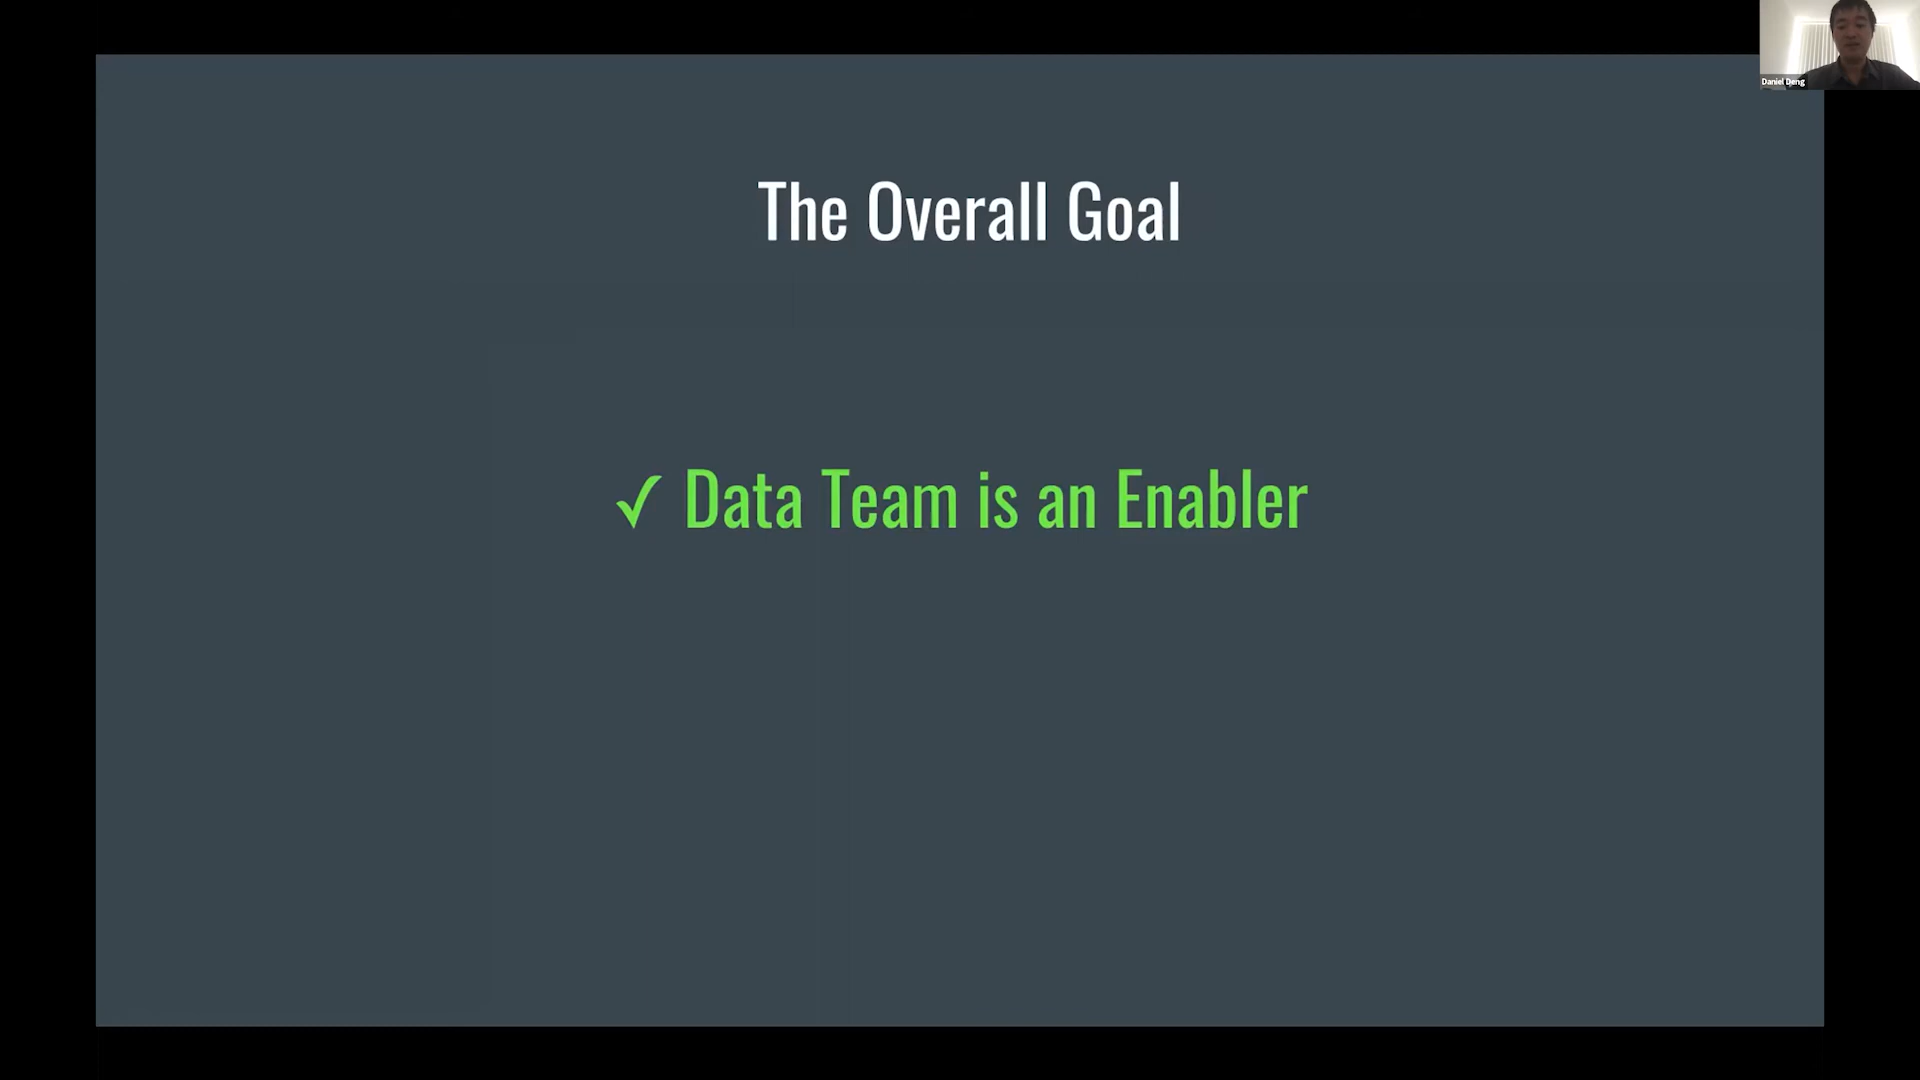 Daniel Deng
The Overall Goal
✓ Data Team is an Enabler